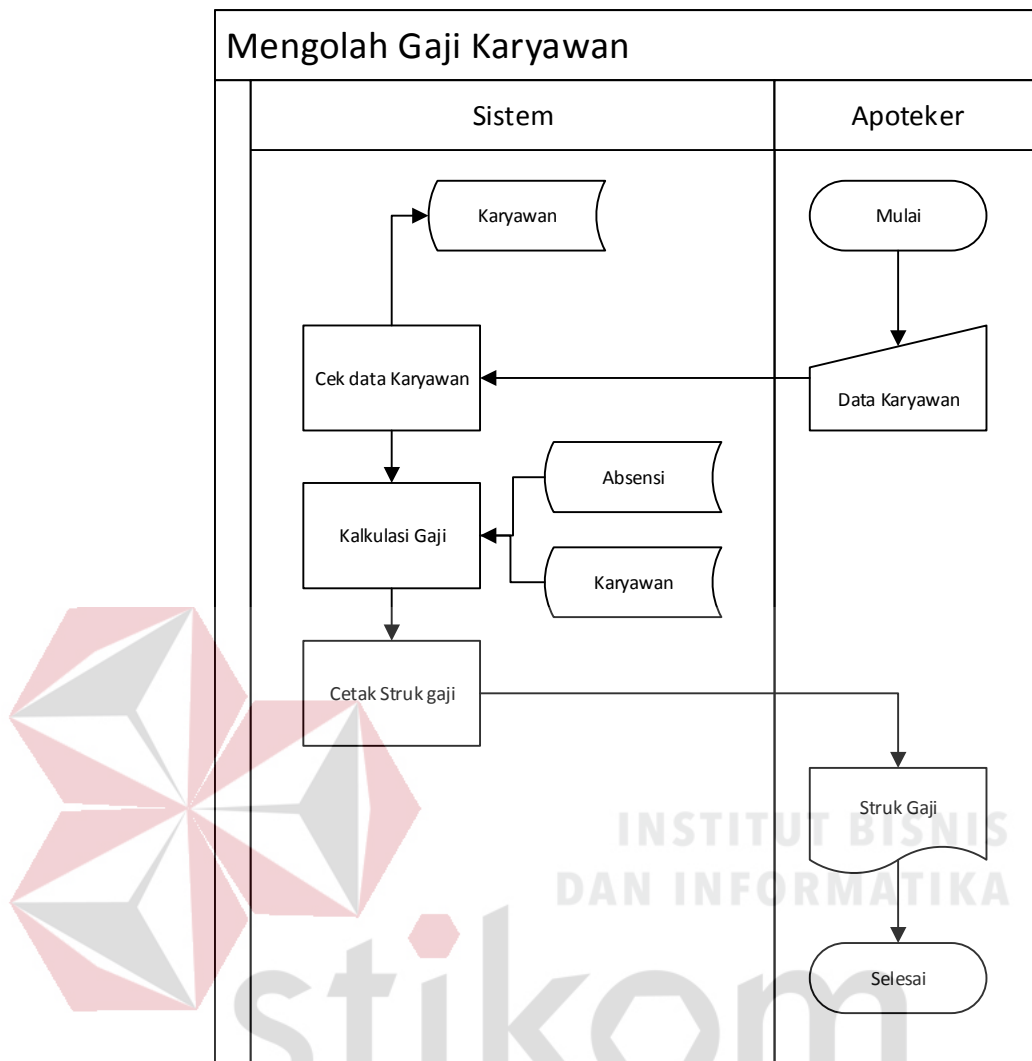 Mengolah Gaji Karyawan
Sistem
Apoteker
Karyawan
Mulai
Cek data Karyawan
Data Karyawan
Absensi
Kalkulasi Gaji
Karyawan
Cetak Struk gaji
Struk Gaji
INSTITUT BISNIS
DAN INFORMATIKA
Selesai
stikom